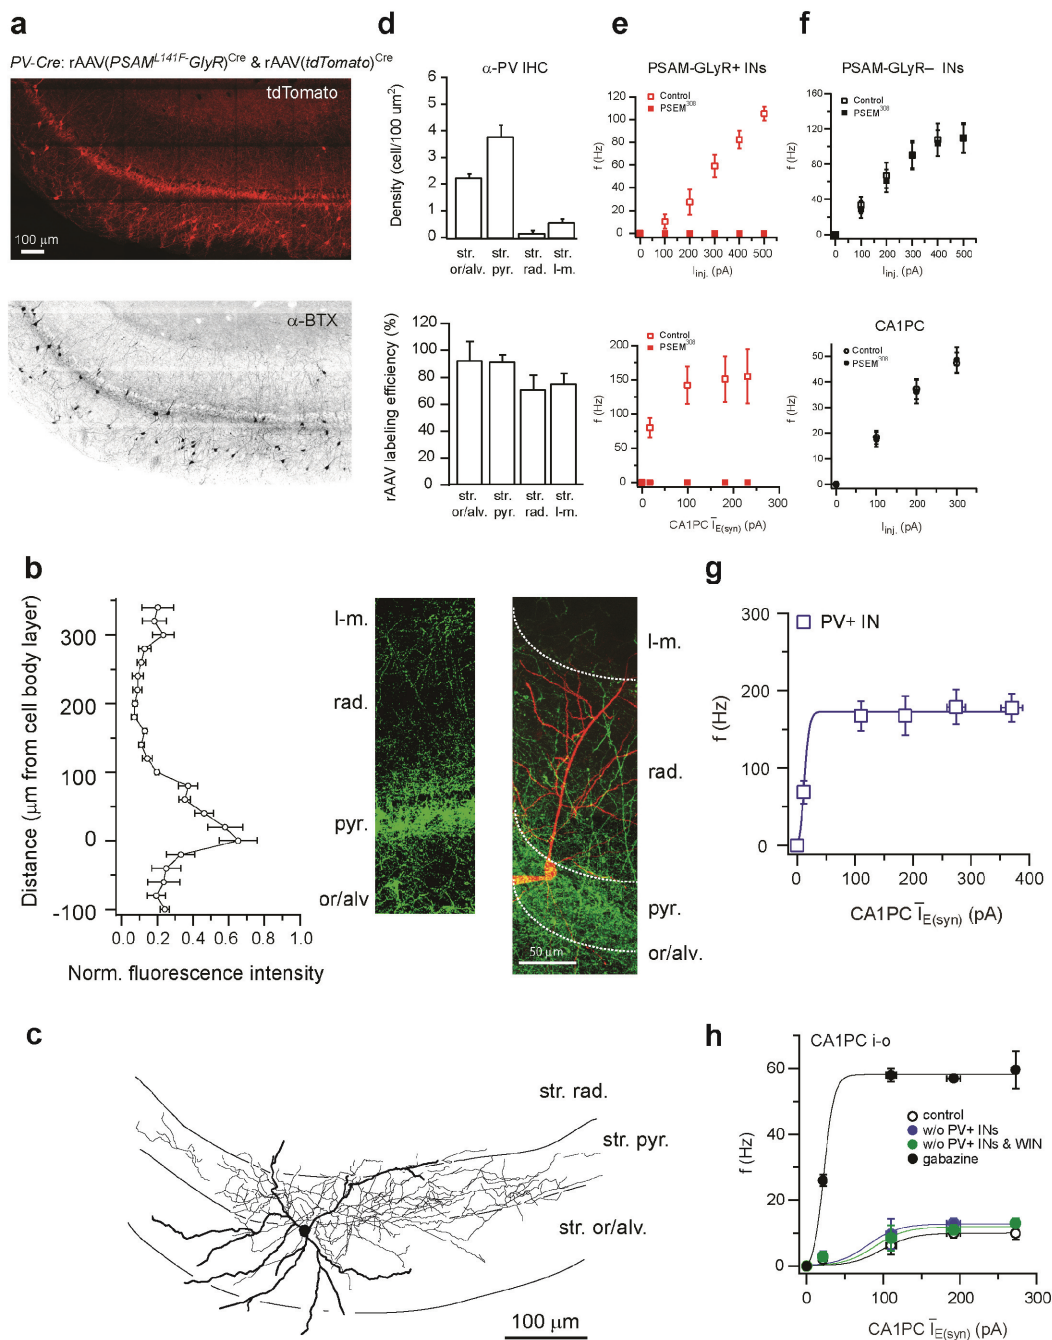 a
PV-Cre: rAAV(PSAM^L141F-GlyR)^Cre & rAAV(tdTomato)^Cre
tdTomato
100 µm
α-BTX
d
α-PV IHC
Density (cell/100 um²)
6
5
4
3
2
1
0
str. or/alv.
str. pyr.
str. rad.
str. l-m.
rAAV labeling efficiency (%)
120
100
80
60
40
20
0
str. or/alv.
str. pyr.
str. rad.
str. l-m.
e
PSAM-GLyR+ INs
Control
PSEM³⁰⁸
f (Hz)
120
100
80
60
40
20
0
0 100 200 300 400 500
I inj. (pA)
Control
PSEM³⁰⁸
f (Hz)
200
150
100
50
0
0 100 200 300
CA1PC I̅E(syn) (pA)
f
PSAM-GLyR– INs
Control
PSEM³⁰⁸
f (Hz)
160
120
80
40
0
0 100 200 300 400 500
I inj. (pA)
CA1PC
Control
PSEM³⁰⁸
f (Hz)
50
40
30
20
10
0
0 100 200 300
I inj. (pA)
b
Distance (µm from cell body layer)
300
200
100
0
-100
0.0 0.2 0.4 0.6 0.8 1.0
Norm. fluorescence intensity
l-m.
rad.
pyr.
or/alv
l-m.
rad.
pyr.
or/alv.
50 µm
g
PV+ IN
f (Hz)
300
200
100
0
0 100 200 300 400
CA1PC I̅E(syn) (pA)
c
str. rad.
str. pyr.
str. or/alv.
100 µm
h
CA1PC i-o
control
w/o PV+ INs
w/o PV+ INs & WIN
gabazine
f (Hz)
60
40
20
0
0 100 200 300
CA1PC I̅E(syn) (pA)